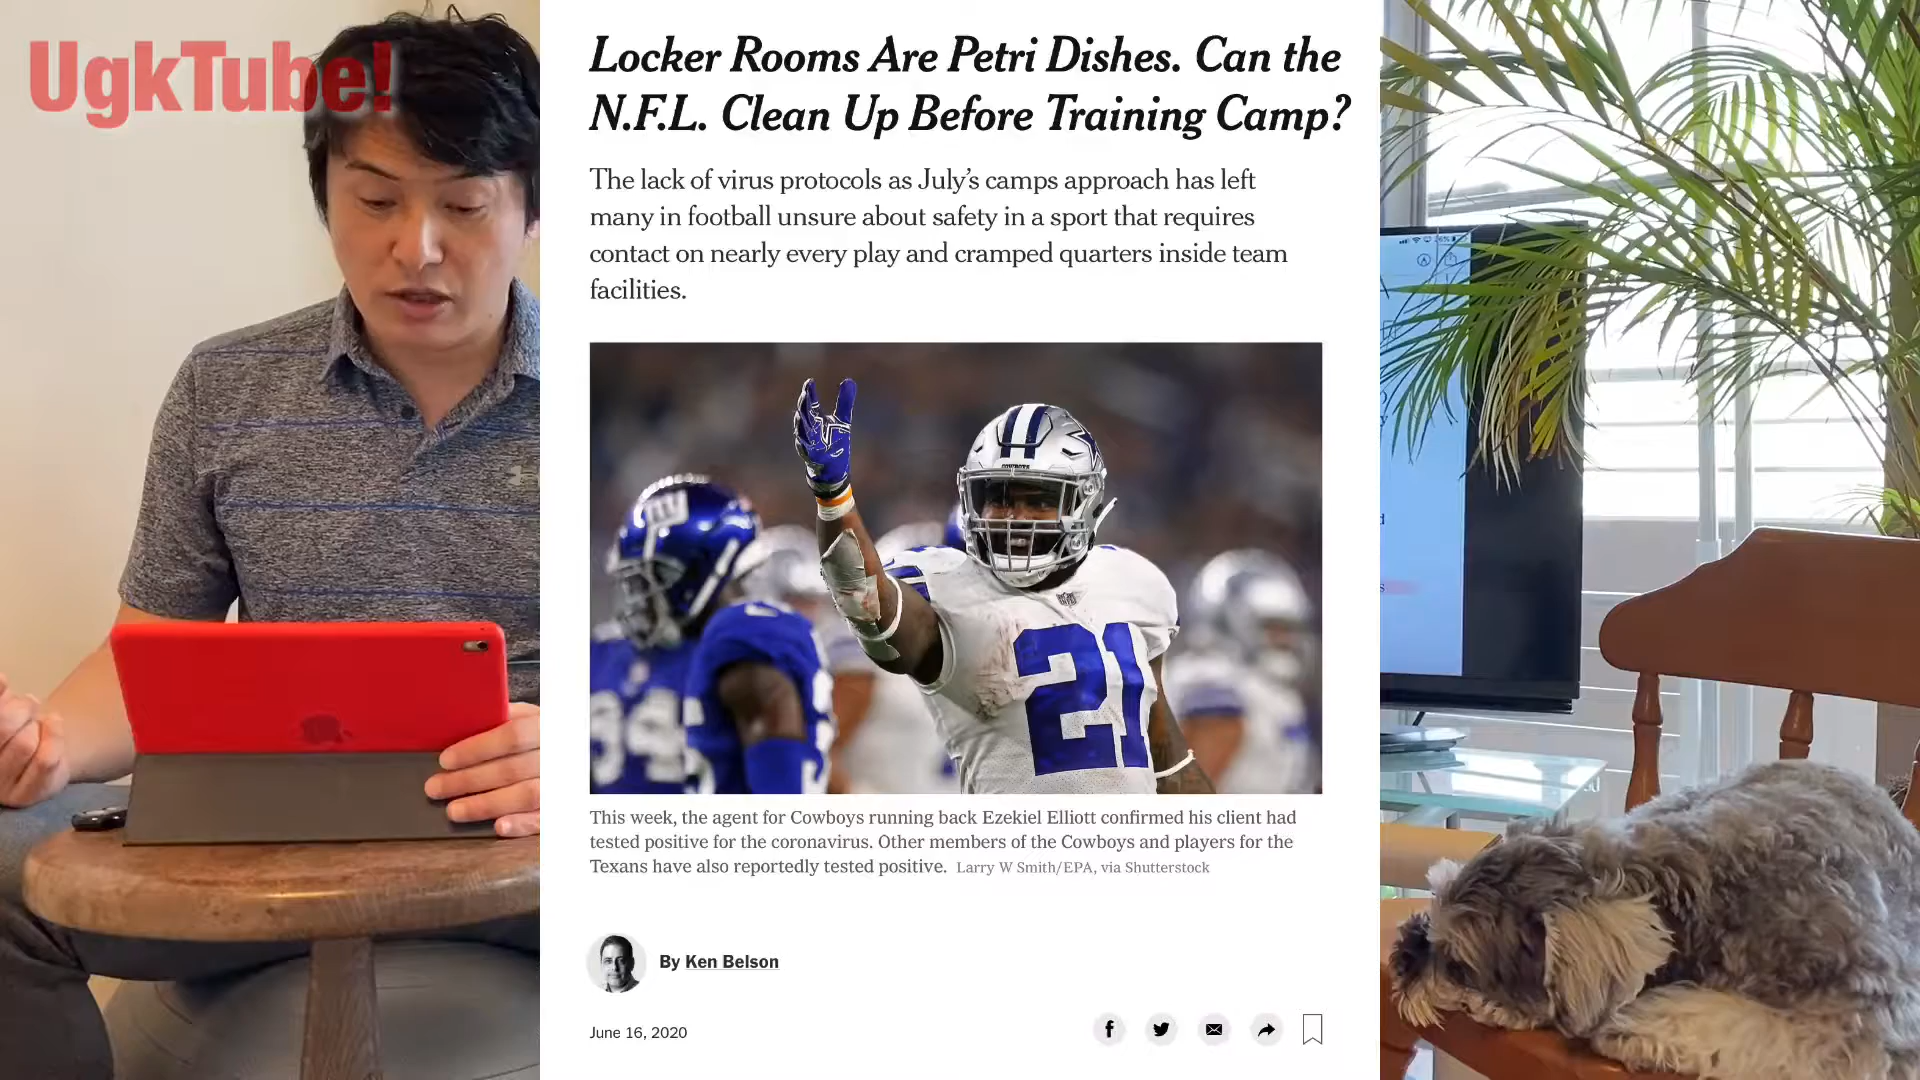 UgkTube!
Locker Rooms Are Petri Dishes. Can the
N.F.L. Clean Up Before Training Camp?
The lack of virus protocols as July’s camps approach has left
many in football unsure about safety in a sport that requires
contact on nearly every play and cramped quarters inside team
facilities.
ny
COWBOYS
21
94
This week, the agent for Cowboys running back Ezekiel Elliott confirmed his client had
tested positive for the coronavirus. Other members of the Cowboys and players for the
Texans have also reportedly tested positive. Larry W Smith/EPA, via Shutterstock
By Ken Belson
June 16, 2020